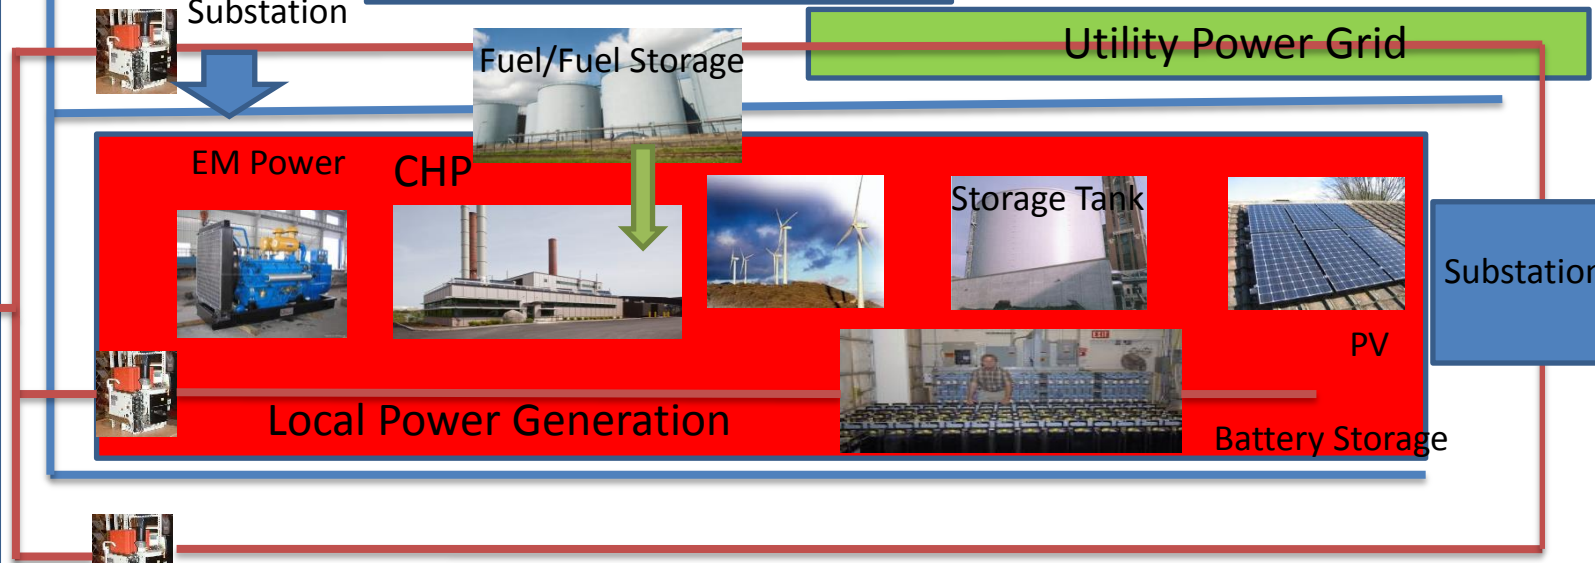 Substation
Utility Power Grid
Fuel/Fuel Storage
EM Power
CHP
Storage Tank
Substation
PV
Local Power Generation
Battery Storage
EXIT